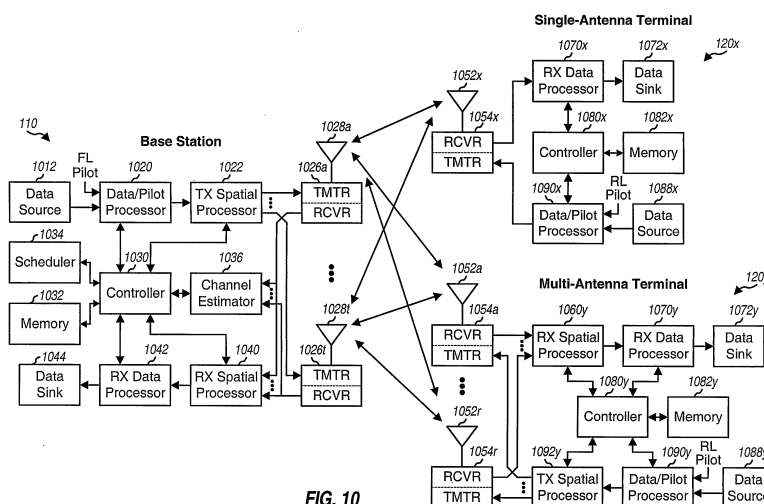 Single-Antenna Terminal
1070x
1072x
120x
RX Data
Processor
Data
Sink
1052x
1054x
1080x
1082x
RCVR
TMTR
Controller
Memory
1090x
RL
Pilot
1088x
Data/Pilot
Processor
Data
Source
110
Base Station
1028a
FL
Pilot
1012
1020
1022
1026a
Data
Source
Data/Pilot
Processor
TX Spatial
Processor
TMTR
RCVR
1034
1030
1036
Scheduler
Controller
Channel
Estimator
1032
Memory
1028t
1044
1042
1040
1026t
Data
Sink
RX Data
Processor
RX Spatial
Processor
TMTR
RCVR
Multi-Antenna Terminal
1052a
1054a
1060y
1070y
1072y
RCVR
TMTR
RX Spatial
Processor
RX Data
Processor
Data
Sink
1080y
1082y
Controller
Memory
1052r
1054r
1092y
1090y
RL
Pilot
RCVR
TMTR
TX Spatial
Processor
Data/Pilot
Processor
Data
Source
FIG. 10